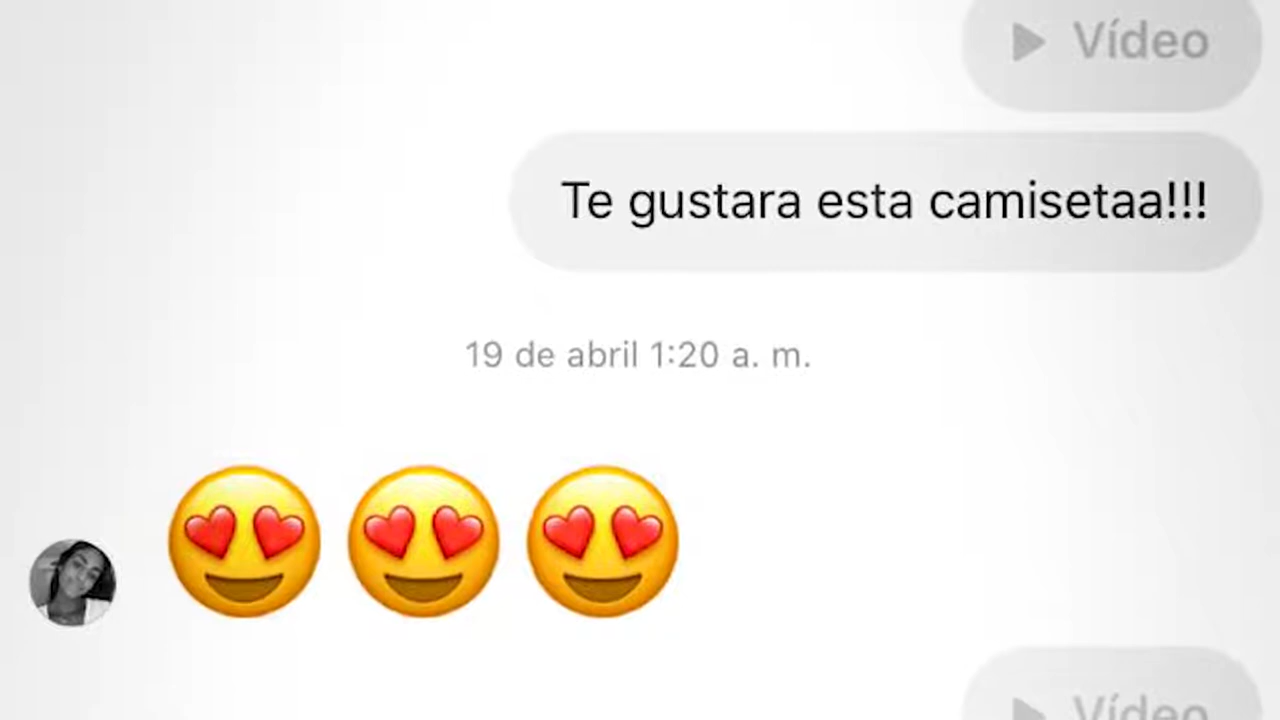 Vídeo
Te gustara esta camisetaa!!!
19 de abril 1:20 a. m.
😍😍😍
Vídeo